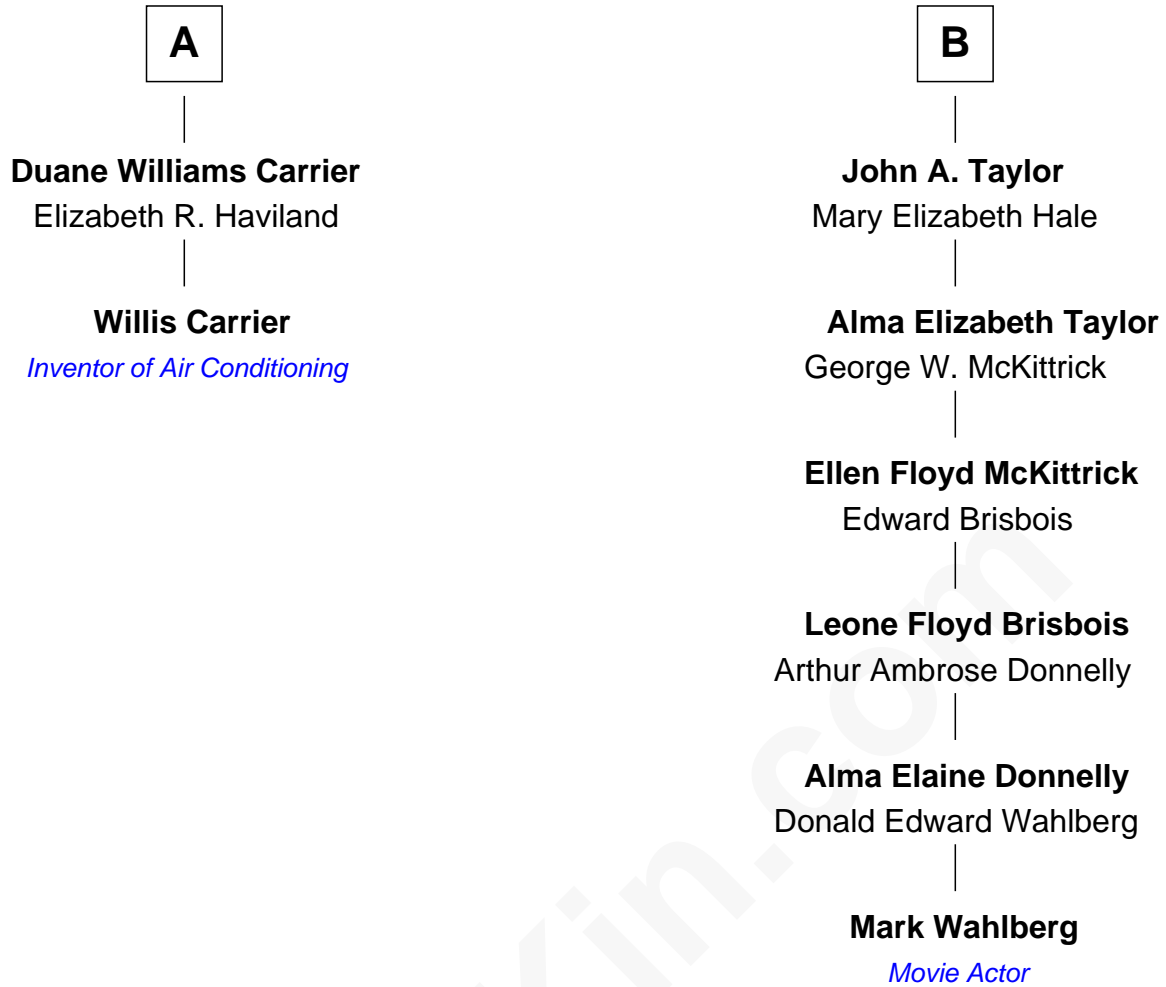 A
Duane Williams Carrier
Elizabeth R. Haviland
Willis Carrier
Inventor of Air Conditioning
B
John A. Taylor
Mary Elizabeth Hale
Alma Elizabeth Taylor
George W. McKittrick
Ellen Floyd McKittrick
Edward Brisbois
Leone Floyd Brisbois
Arthur Ambrose Donnelly
Alma Elaine Donnelly
Donald Edward Wahlberg
Mark Wahlberg
Movie Actor
Kin.com